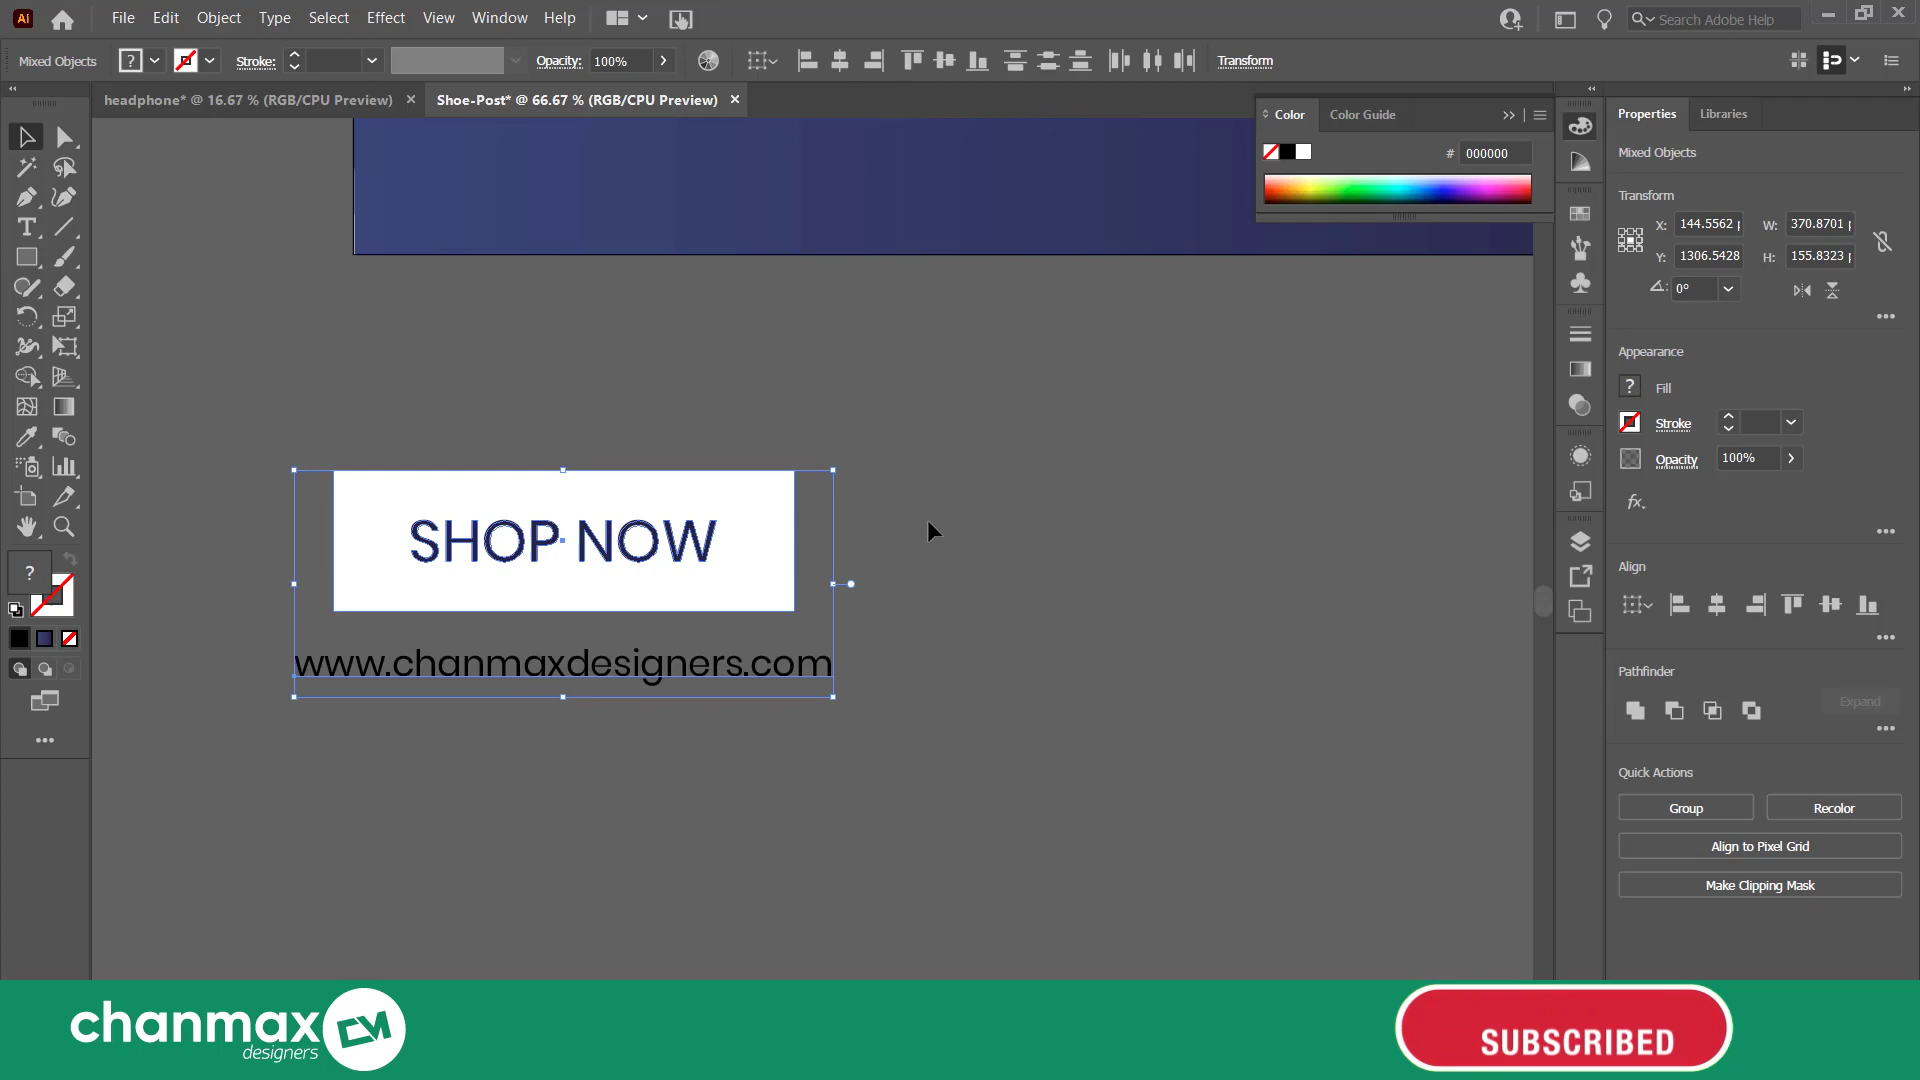 Ai File Edit Object Type Select Effect View Window Help Search Adobe Help
Mixed Objects ? Stroke: Opacity: 100% Transform
headphone* @ 16.67 % (RGB/CPU Preview) Shoe-Post* @ 66.67 % (RGB/CPU Preview)
Color Color Guide
# 000000
Properties Libraries
Mixed Objects
Transform
X: 144.5562 W: 370.8701
Y: 1306.5428 H: 155.8323
0°
Appearance
? Fill
Stroke
Opacity 100%
fx
Align
Pathfinder
Expand
Quick Actions
Group Recolor
Align to Pixel Grid
Make Clipping Mask
?
SHOP NOW
www.chanmaxdesigners.com
chanmax CM
designers
SUBSCRIBED